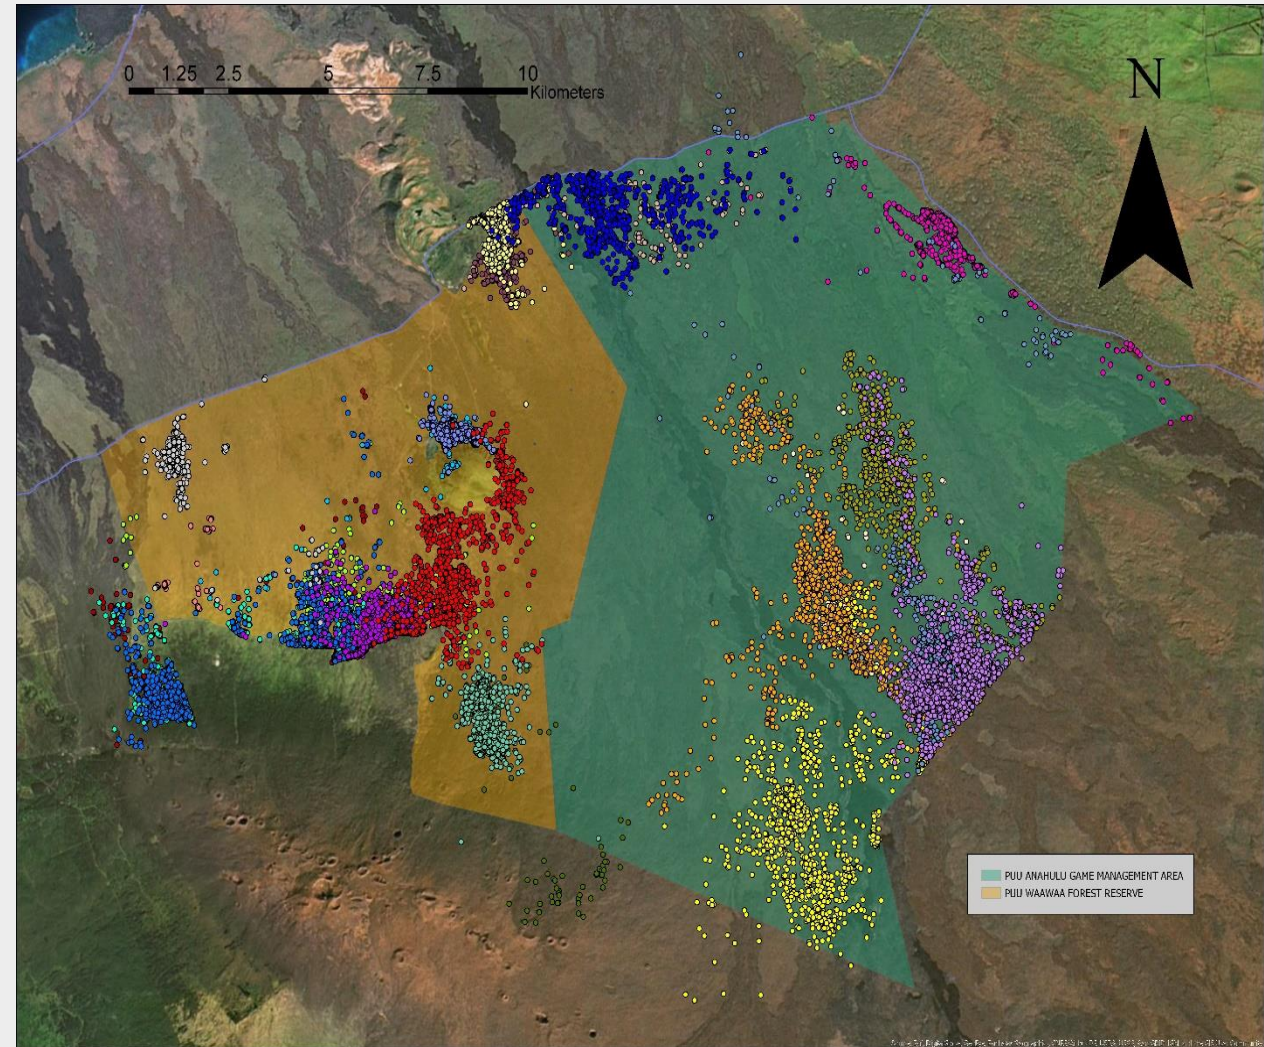 N
0 1.25 2.5 5 7.5 10
Kilometers
PUU ANAHULU GAME MANAGEMENT AREA
PUU WAAWAA FOREST RESERVE